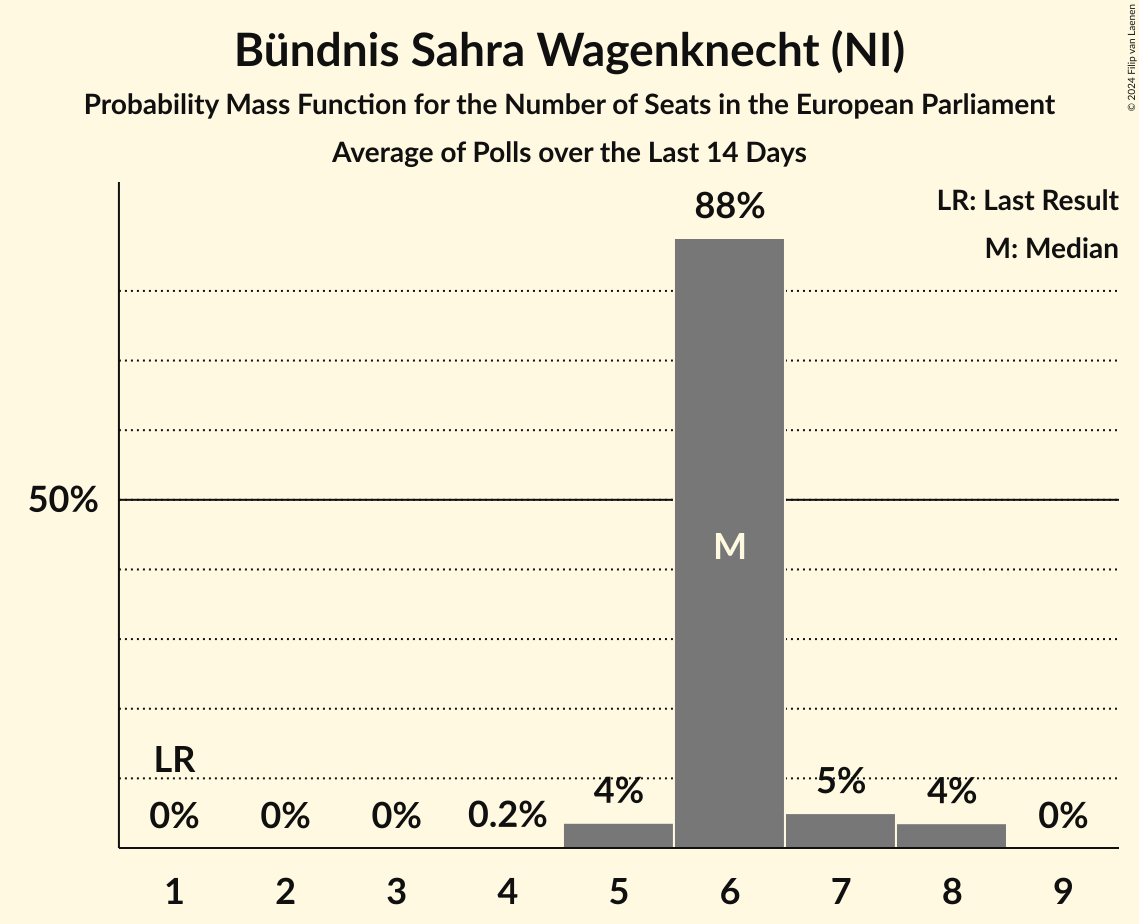 Bündnis Sahra Wagenknecht (NI)
Probability Mass Function for the Number of Seats in the European Parliament
Average of Polls over the Last 14 Days
© 2024 Filip van Laenen
LR: Last Result
M: Median
88%
50%
M
LR
0% 0% 0% 0.2% 4% 5% 4% 0%
1 2 3 4 5 6 7 8 9